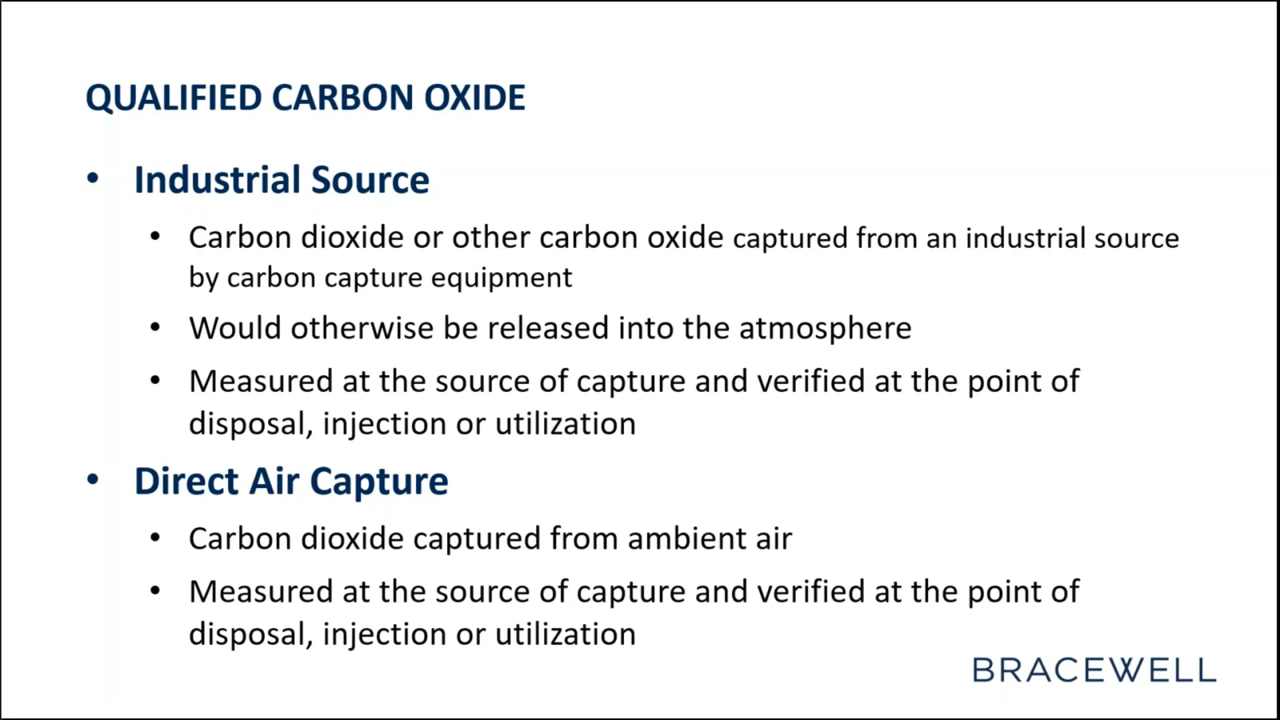 QUALIFIED CARBON OXIDE
• Industrial Source
• Carbon dioxide or other carbon oxide captured from an industrial source
by carbon capture equipment
• Would otherwise be released into the atmosphere
• Measured at the source of capture and verified at the point of
disposal, injection or utilization
• Direct Air Capture
• Carbon dioxide captured from ambient air
• Measured at the source of capture and verified at the point of
disposal, injection or utilization
BRACEWELL